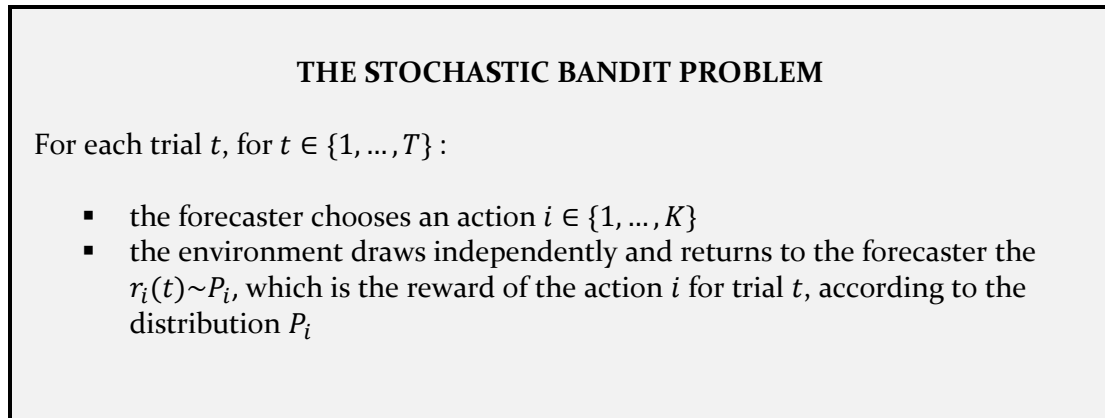 THE STOCHASTIC BANDIT PROBLEM
For each trial 𝑡, for 𝑡 ∈ {1, … , 𝑇} :
▪ the forecaster chooses an action 𝑖 ∈ {1, … , 𝐾}
▪ the environment draws independently and returns to the forecaster the
𝑟ᵢ(𝑡)~𝑃ᵢ, which is the reward of the action 𝑖 for trial 𝑡, according to the
distribution 𝑃ᵢ